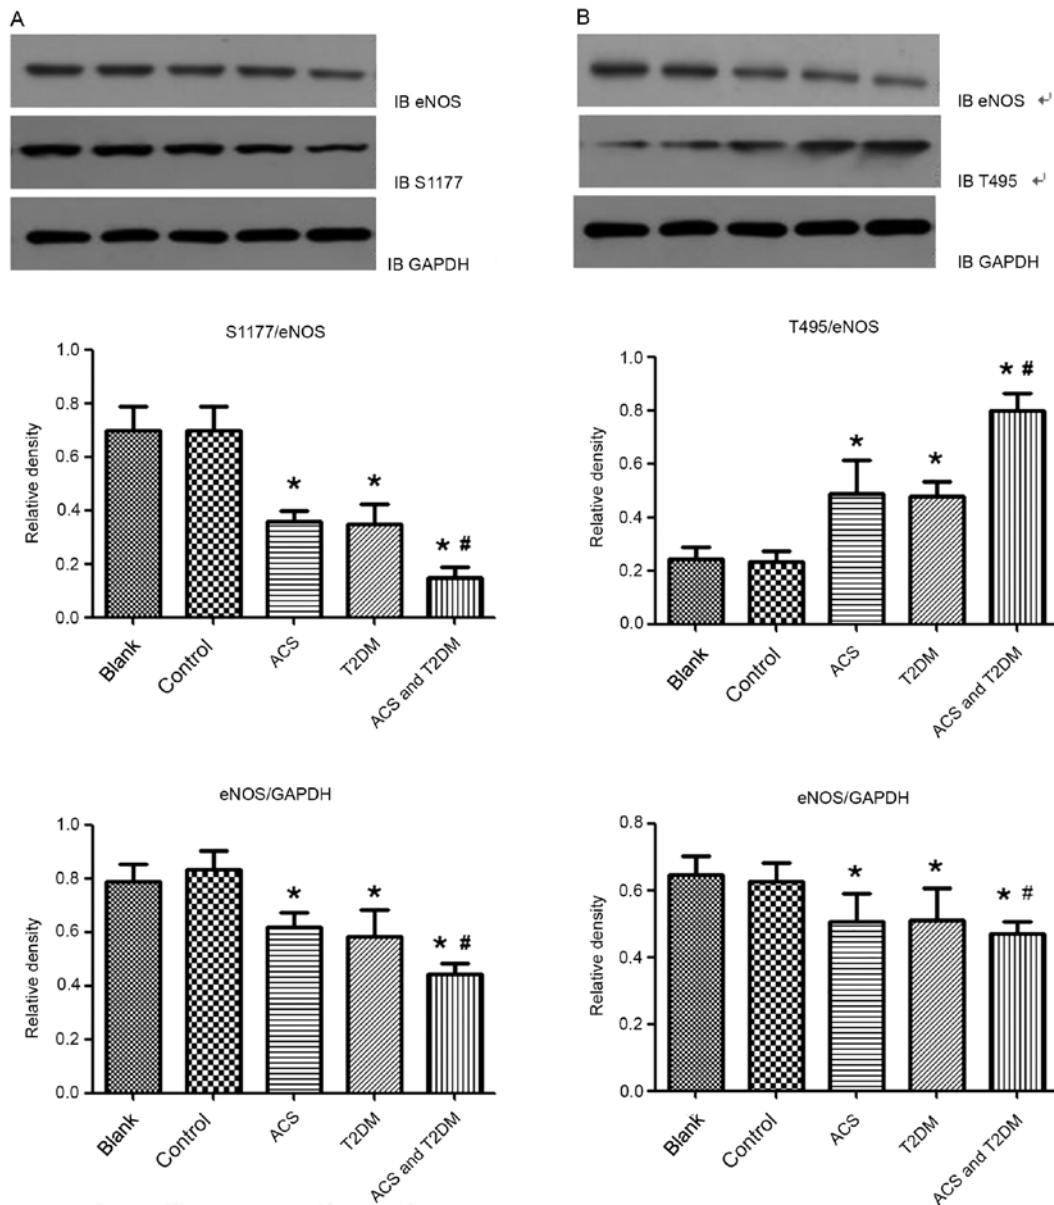 A
IB eNOS
IB S1177
IB GAPDH
S1177/eNOS
Relative density
1.0
0.8
0.6
0.4
0.2
0.0
*
*
* #
Blank
Control
ACS
T2DM
ACS and T2DM
eNOS/GAPDH
Relative density
1.0
0.8
0.6
0.4
0.2
0.0
*
*
* #
Blank
Control
ACS
T2DM
ACS and T2DM
B
IB eNOS ↵
IB T495 ↵
IB GAPDH
T495/eNOS
Relative density
1.0
0.8
0.6
0.4
0.2
0.0
*
*
* #
Blank
Control
ACS
T2DM
ACS and T2DM
eNOS/GAPDH
Relative density
0.8
0.6
0.4
0.2
0.0
*
*
* #
Blank
Control
ACS
T2DM
ACS and T2DM